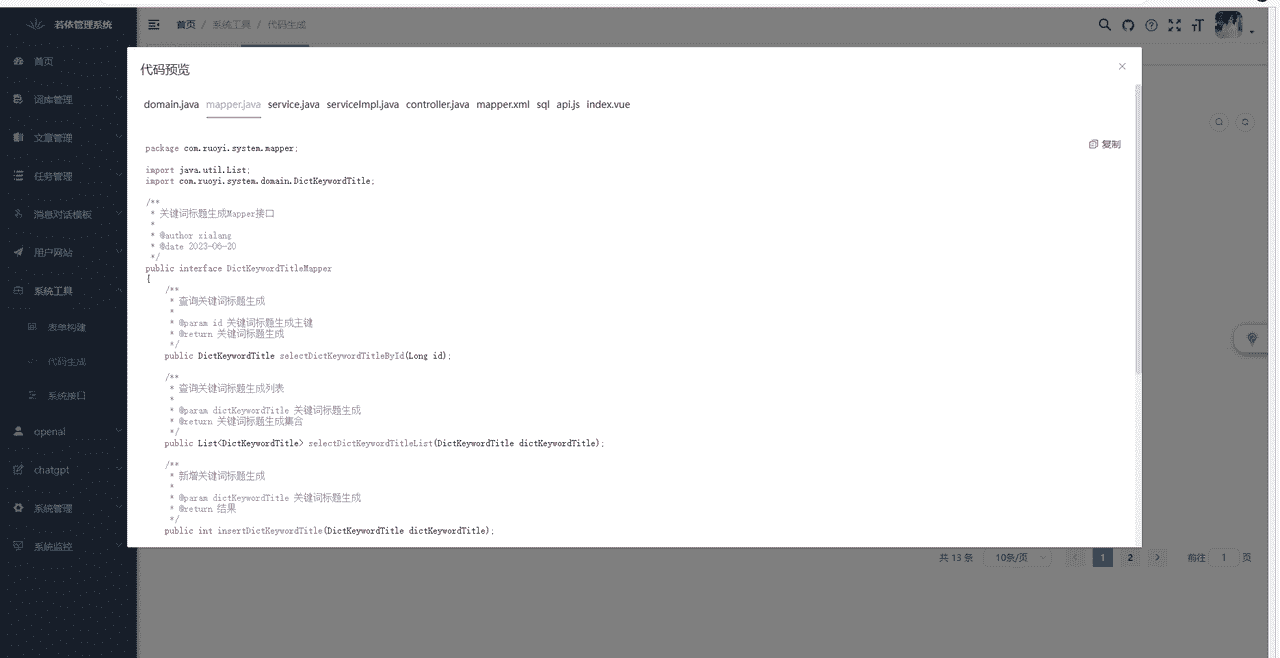 若依管理系统
首页 / 系统工具 / 代码生成
首页
词库管理
文章管理
任务管理
消息对话模板
用户网站
系统工具
表单构建
代码生成
系统接口
openai
chatgpt
系统管理
系统监控
代码预览
domain.java mapper.java service.java serviceImpl.java controller.java mapper.xml sql api.js index.vue
复制
package com.ruoyi.system.mapper;
import java.util.List;
import com.ruoyi.system.domain.DictKeywordTitle;
/**
* 关键词标题生成Mapper接口
*
* @author xialang
* @date 2023-06-20
*/
public interface DictKeywordTitleMapper
{
/**
* 查询关键词标题生成
*
* @param id 关键词标题生成主键
* @return 关键词标题生成
*/
public DictKeywordTitle selectDictKeywordTitleById(Long id);
/**
* 查询关键词标题生成列表
*
* @param dictKeywordTitle 关键词标题生成
* @return 关键词标题生成集合
*/
public List<DictKeywordTitle> selectDictKeywordTitleList(DictKeywordTitle dictKeywordTitle);
/**
* 新增关键词标题生成
*
* @param dictKeywordTitle 关键词标题生成
* @return 结果
*/
public int insertDictKeywordTitle(DictKeywordTitle dictKeywordTitle);
共 13 条 10条/页 1 2 前往 1 页